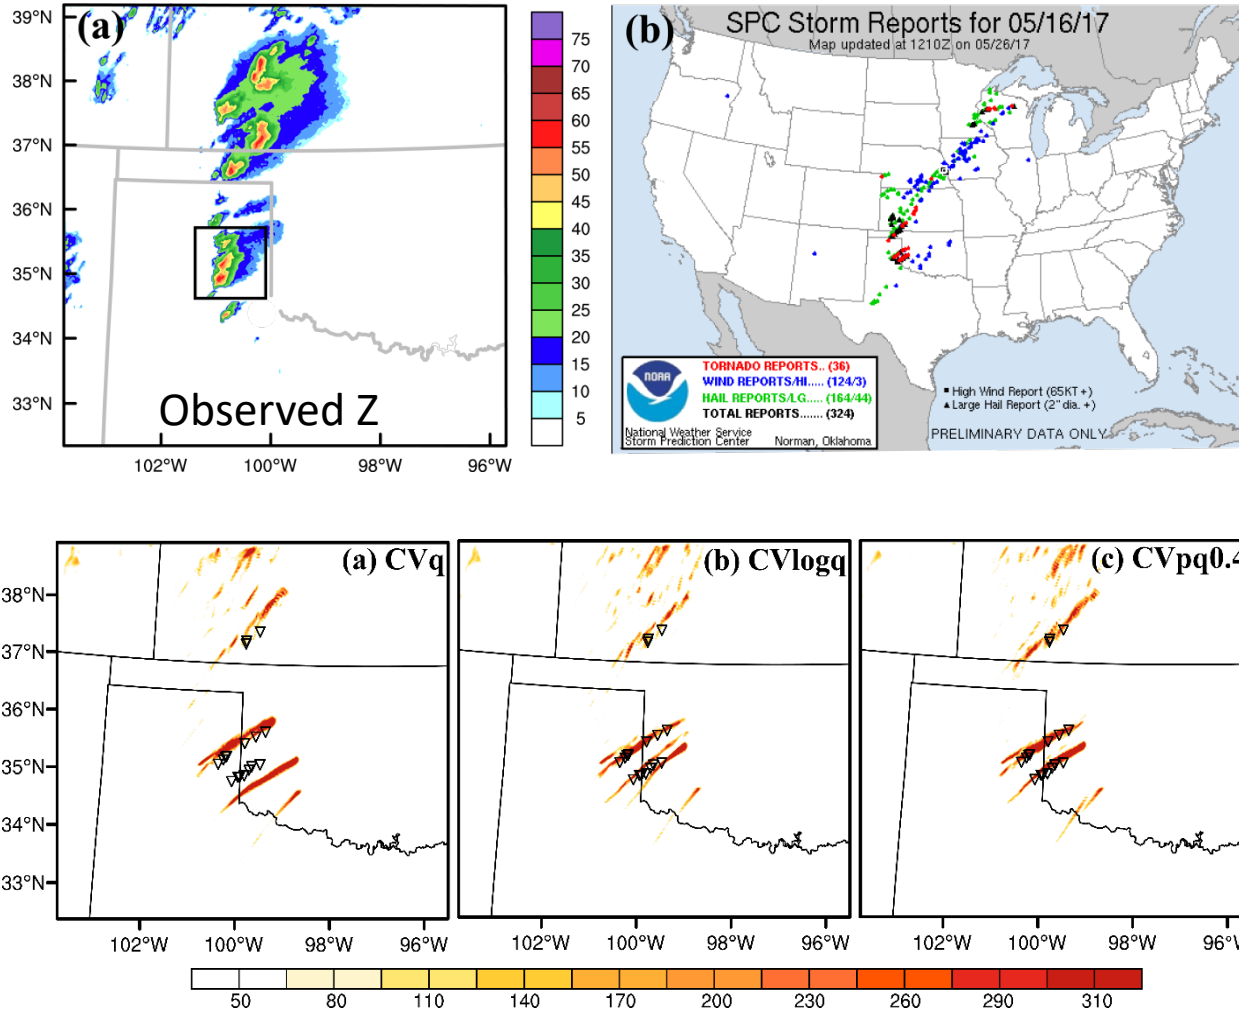 (a)
39°N
38°N
37°N
36°N
35°N
34°N
33°N
Observed Z
102°W 100°W 98°W 96°W
75
70
65
60
55
50
45
40
35
30
25
20
15
10
5
(b)
SPC Storm Reports for 05/16/17
Map updated at 1210Z on 05/26/17
NOAA
TORNADO REPORTS.. (36)
WIND REPORTS/HI..... (124/3)
HAIL REPORTS/LG..... (164/44)
TOTAL REPORTS....... (324)
National Weather Service
Storm Prediction Center Norman, Oklahoma
High Wind Report (65KT +)
Large Hail Report (2" dia. +)
PRELIMINARY DATA ONLY
(a) CVq
38°N
37°N
36°N
35°N
34°N
33°N
102°W 100°W 98°W 96°W
(b) CVlogq
102°W 100°W 98°W 96°W
(c) CVpq0.4
102°W 100°W 98°W 96°
50 80 110 140 170 200 230 260 290 310